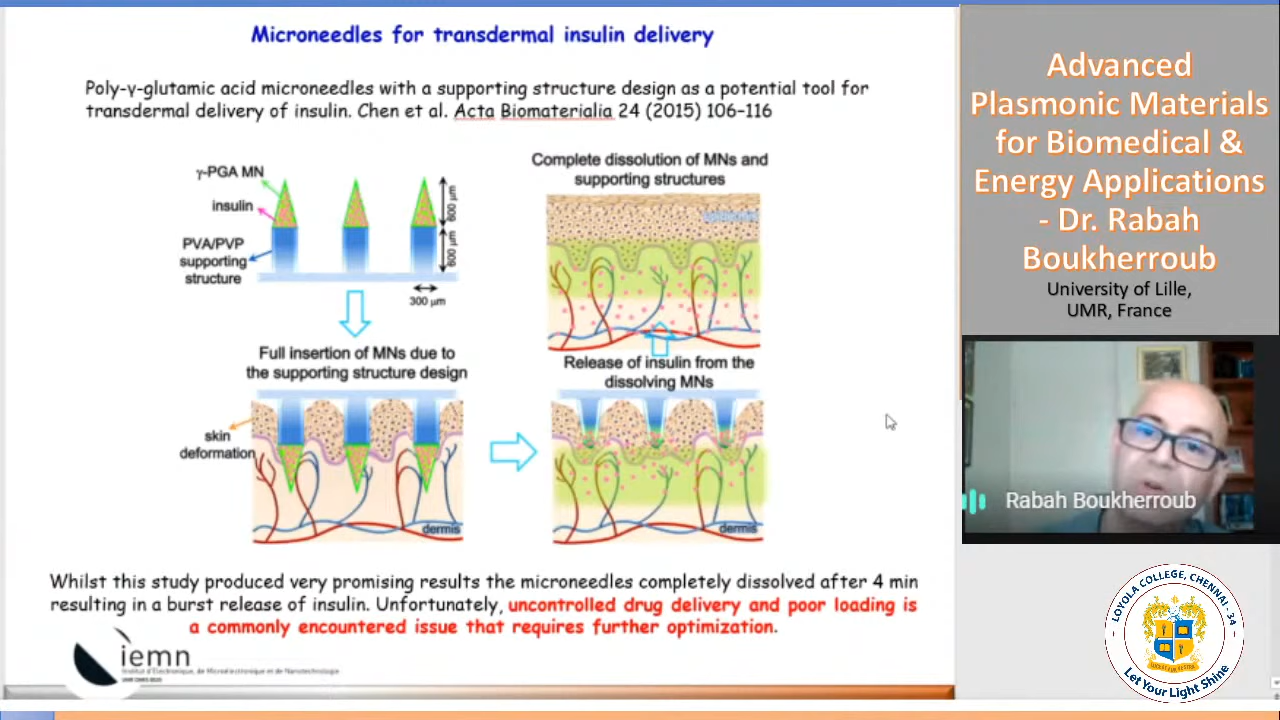 Microneedles for transdermal insulin delivery
Poly-γ-glutamic acid microneedles with a supporting structure design as a potential tool for
transdermal delivery of insulin. Chen et al. Acta Biomaterialia 24 (2015) 106–116
γ-PGA MN
insulin
PVA/PVP
supporting
structure
600 μm
600 μm
300 μm
Full insertion of MNs due to
the supporting structure design
skin
deformation
dermis
Complete dissolution of MNs and
supporting structures
Release of insulin from the
dissolving MNs
dermis
Whilst this study produced very promising results the microneedles completely dissolved after 4 min
resulting in a burst release of insulin. Unfortunately, uncontrolled drug delivery and poor loading is
a commonly encountered issue that requires further optimization.
iemn
Institut d'Electronique, de Microélectronique et de Nanotechnologie
Advanced
Plasmonic Materials
for Biomedical &
Energy Applications
- Dr. Rabah
Boukherroub
University of Lille,
UMR, France
Rabah Boukherroub
LOYOLA COLLEGE, CHENNAI - 34
Let Your Light Shine